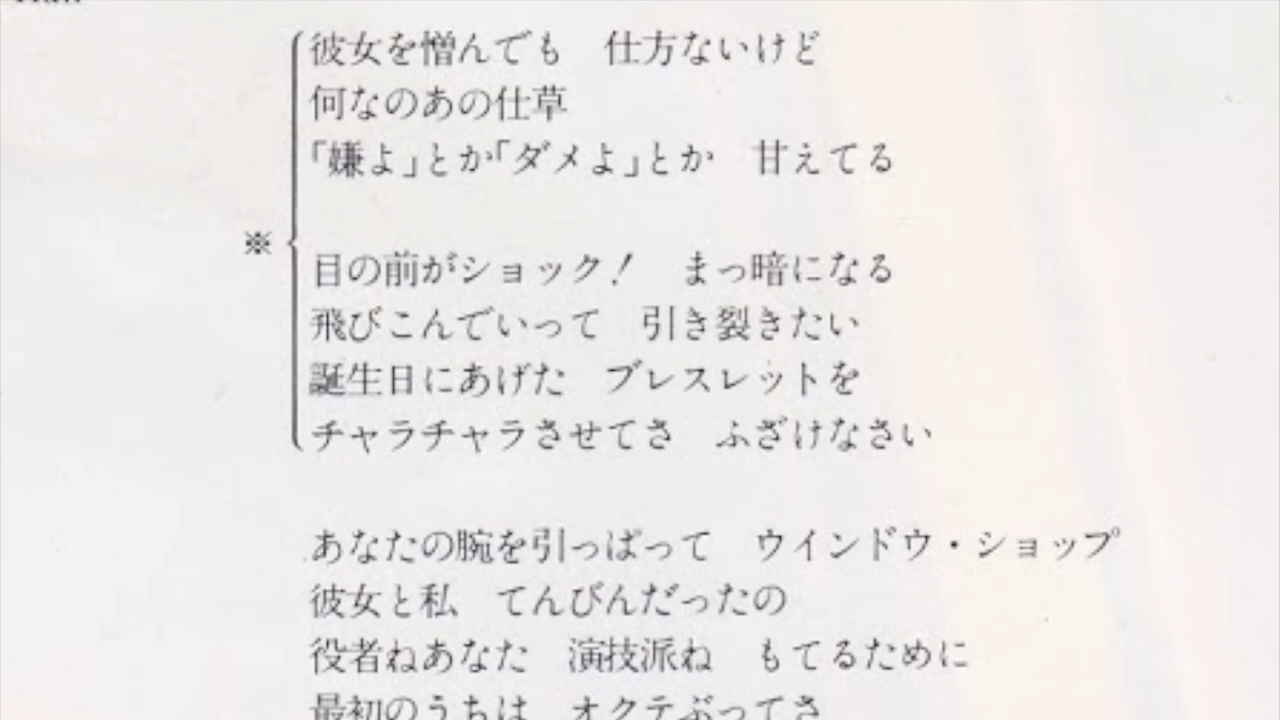 彼女を憎んでも　仕方ないけど
何なのあの仕草
「嫌よ」とか「ダメよ」とか　甘えてる
※
目の前がショック！　まっ暗になる
飛びこんでいって　引き裂きたい
誕生日にあげた　ブレスレットを
チャラチャラさせてさ　ふざけなさい
あなたの腕を引っぱって　ウインドウ・ショップ
彼女と私　てんびんだったの
役者ねあなた　演技派ね　もてるために
最初のうちは　オクテぶってさ